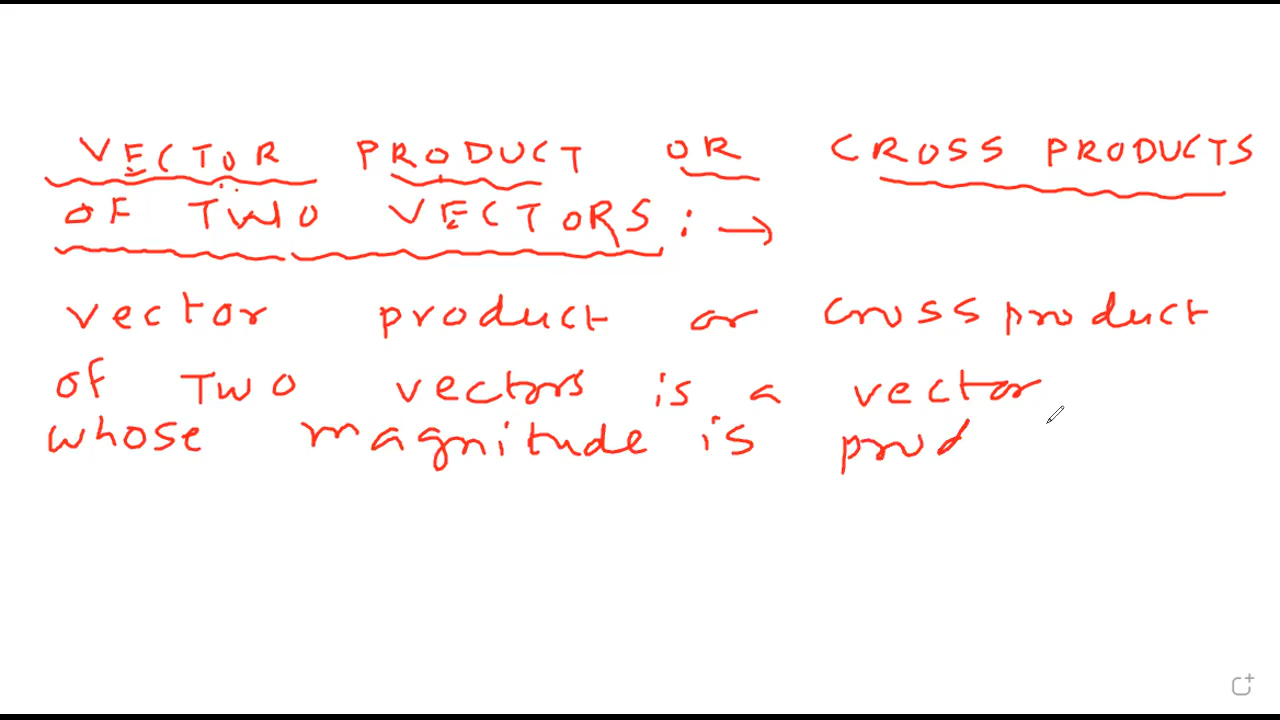 VECTOR PRODUCT OR CROSS PRODUCTS
OF TWO VECTORS : →
vector product or cross product
of Two vectors is a vector
whose magnitude is prod